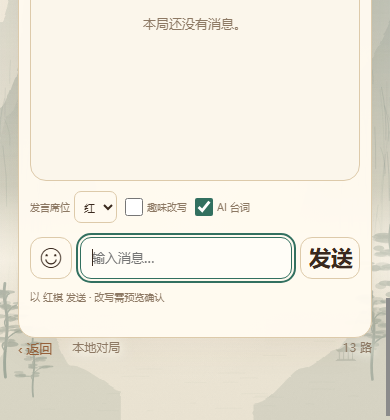 本局还没有消息。
发言席位 红 趣味改写 AI 台词
输入消息... 发送
以 红棋 发送 · 改写需预览确认
‹ 返回 本地对局 13 路